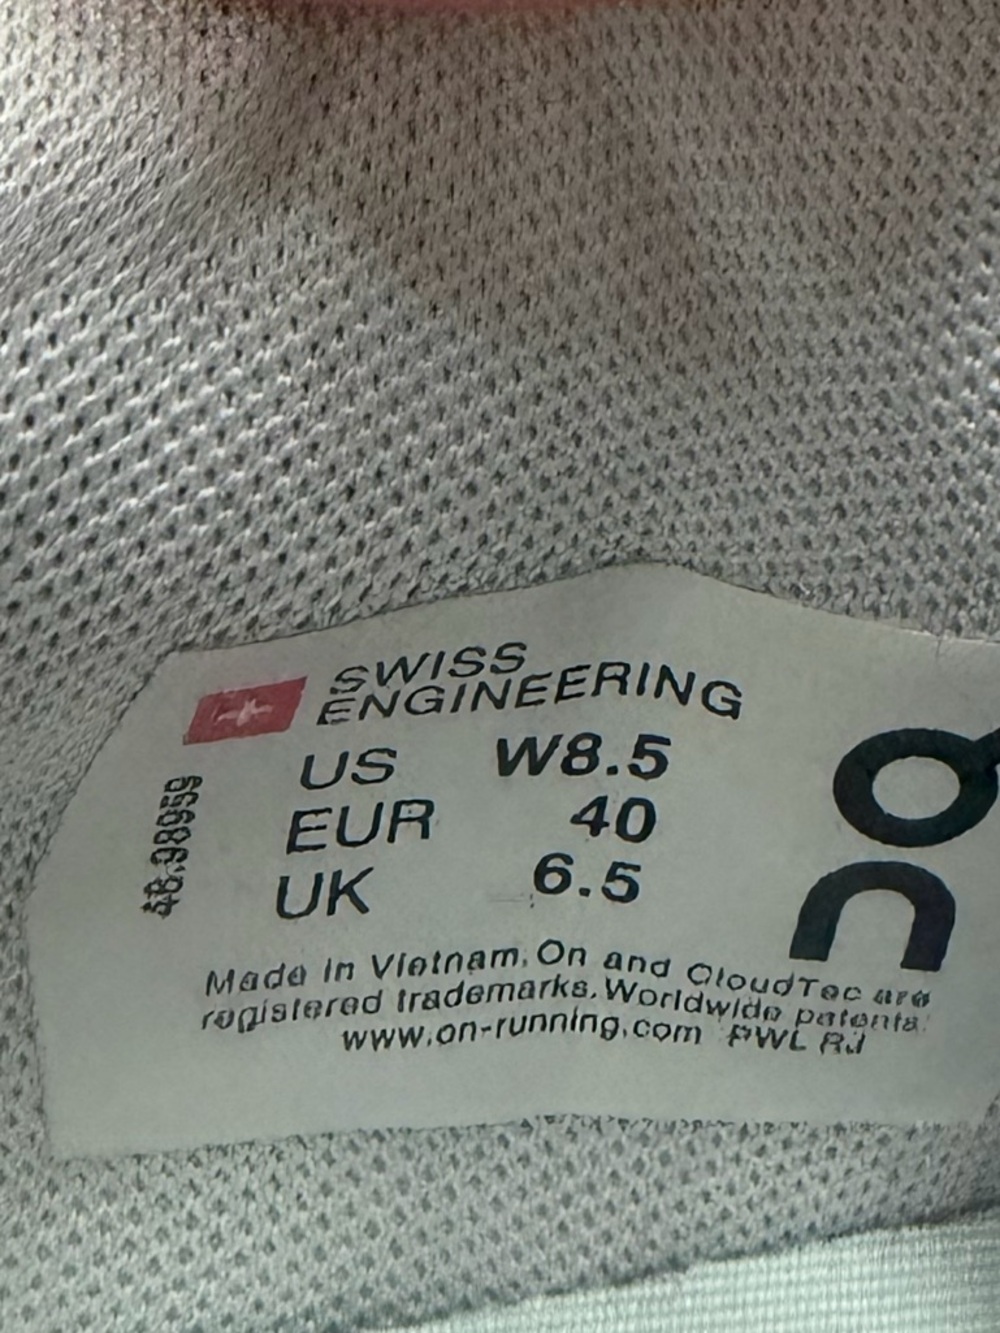 SWISS
ENGINEERING
US W8.5
EUR 40
UK 6.5
48.98959
On
Made in Vietnam. On and CloudTec are
registered trademarks. Worldwide patents.
www.on-running.com PWL RJ